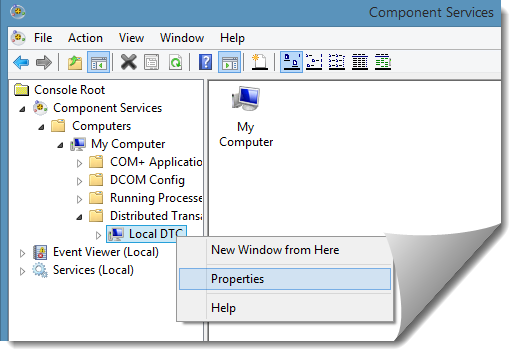 Component Services
File Action View Window Help
Console Root
Component Services
Computers
My Computer
COM+ Applicatio
DCOM Config
Running Processe
Distributed Transa
Local DTC
Event Viewer (Local)
Services (Local)
My
Computer
New Window from Here
Properties
Help